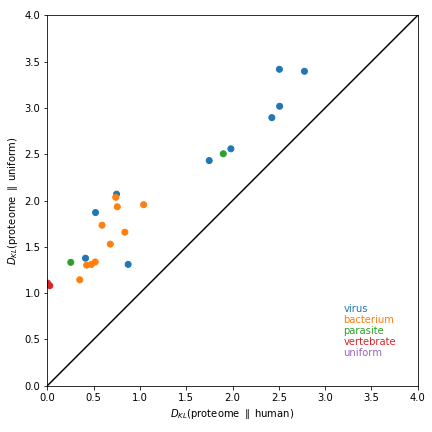 4.0
3.5
3.0
2.5
2.0
1.5
1.0
0.5
0.0
D_KL(proteome ∥ uniform)
virus
bacterium
parasite
vertebrate
uniform
0.0 0.5 1.0 1.5 2.0 2.5 3.0 3.5 4.0
D_KL(proteome ∥ human)